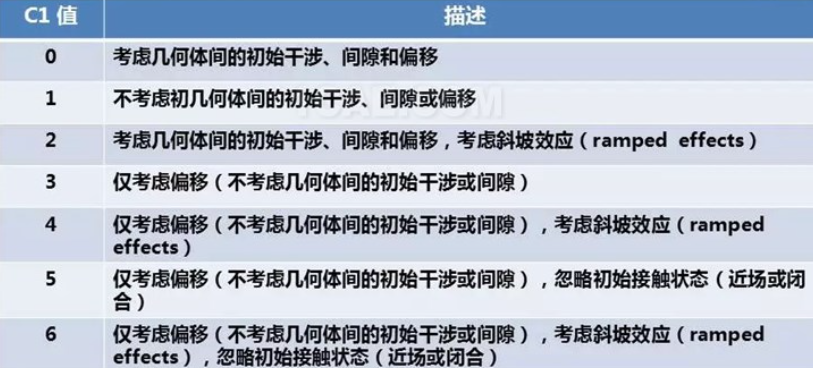 C1 值 描述
0 考虑几何体间的初始干涉、间隙和偏移
1 不考虑初几何体间的初始干涉、间隙或偏移
2 考虑几何体间的初始干涉、间隙和偏移，考虑斜坡效应（ramped effects）
3 仅考虑偏移（不考虑几何体间的初始干涉或间隙）
4 仅考虑偏移（不考虑几何体间的初始干涉或间隙），考虑斜坡效应（ramped
effects）
5 仅考虑偏移（不考虑几何体间的初始干涉或间隙），忽略初始接触状态（近场或闭
合）
6 仅考虑偏移（不考虑几何体间的初始干涉或间隙），考虑斜坡效应（ramped
effects），忽略初始接触状态（近场或闭合）